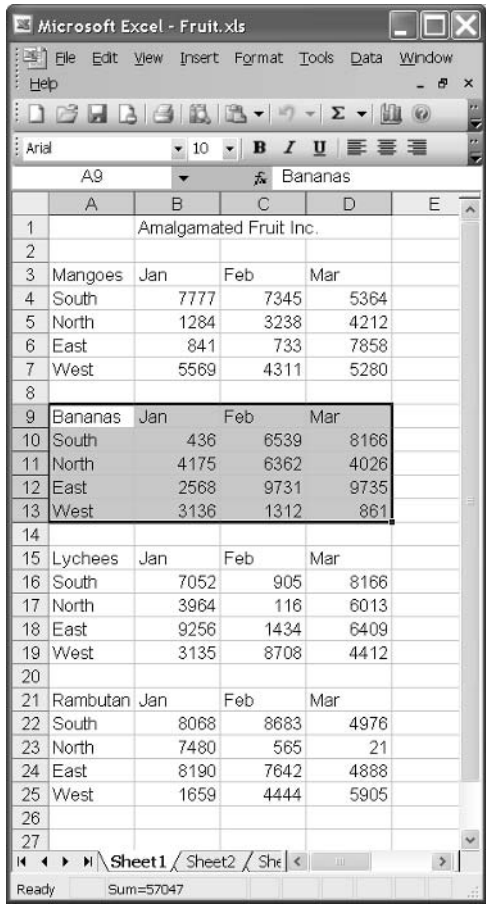 Microsoft Excel - Fruit.xls
File Edit View Insert Format Tools Data Window
Help
Arial 10 B I U
A9 fx Bananas
A B C D E
1 Amalgamated Fruit Inc.
2
3 Mangoes Jan Feb Mar
4 South 7777 7345 5364
5 North 1284 3238 4212
6 East 841 733 7858
7 West 5569 4311 5280
8
9 Bananas Jan Feb Mar
10 South 436 6539 8166
11 North 4175 6362 4026
12 East 2568 9731 9735
13 West 3136 1312 861
14
15 Lychees Jan Feb Mar
16 South 7052 905 8166
17 North 3964 116 6013
18 East 9256 1434 6409
19 West 3135 8708 4412
20
21 Rambutan Jan Feb Mar
22 South 8068 8683 4976
23 North 7480 565 21
24 East 8190 7642 4888
25 West 1659 4444 5905
26
27
Sheet1 Sheet2 She
Ready Sum=57047